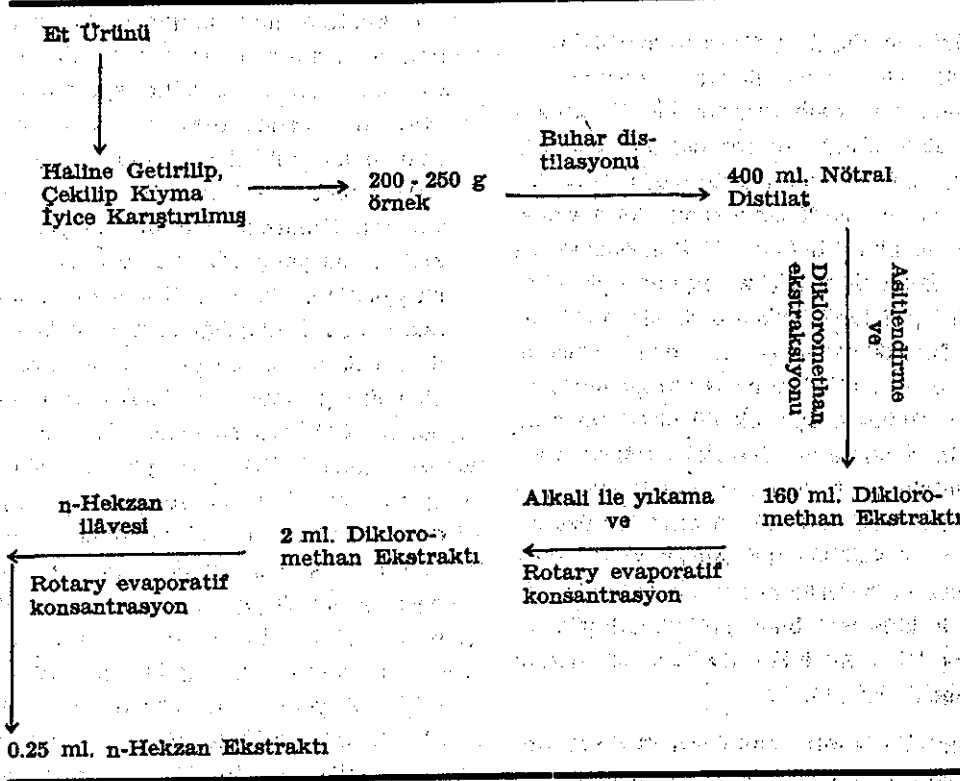 Et Ürünü
Haline Getirilip,
Çekilip Kıyma
İyice Karıştırılmış
200 - 250 g
örnek
Buhar dis-
tilasyonu
400 ml. Nötral
Distilat
Asitlendirme
ve
Dikloromethan
ekstraksiyonu
160 ml. Dikloro-
methan Ekstraktı
Alkali ile yıkama
ve
Rotary evaporatif
konsantrasyon
2 ml. Dikloro-
methan Ekstraktı
n-Hekzan
ilâvesi
Rotary evaporatif
konsantrasyon
0.25 ml. n-Hekzan Ekstraktı